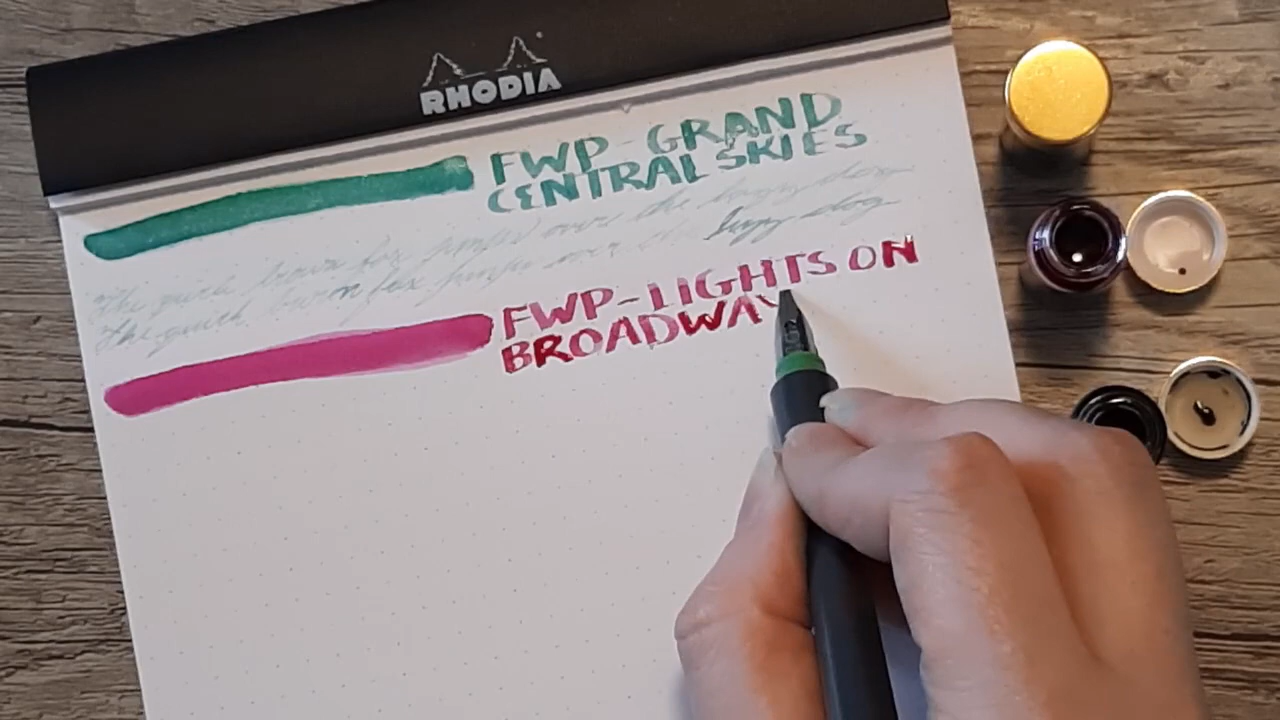 RHODIA
FWP - GRAND
CENTRAL SKIES
The quick brown fox jumps over the lazy dog
the quick brown fox jumps over the lazy dog
FWP - LIGHTS ON
BROADWAY